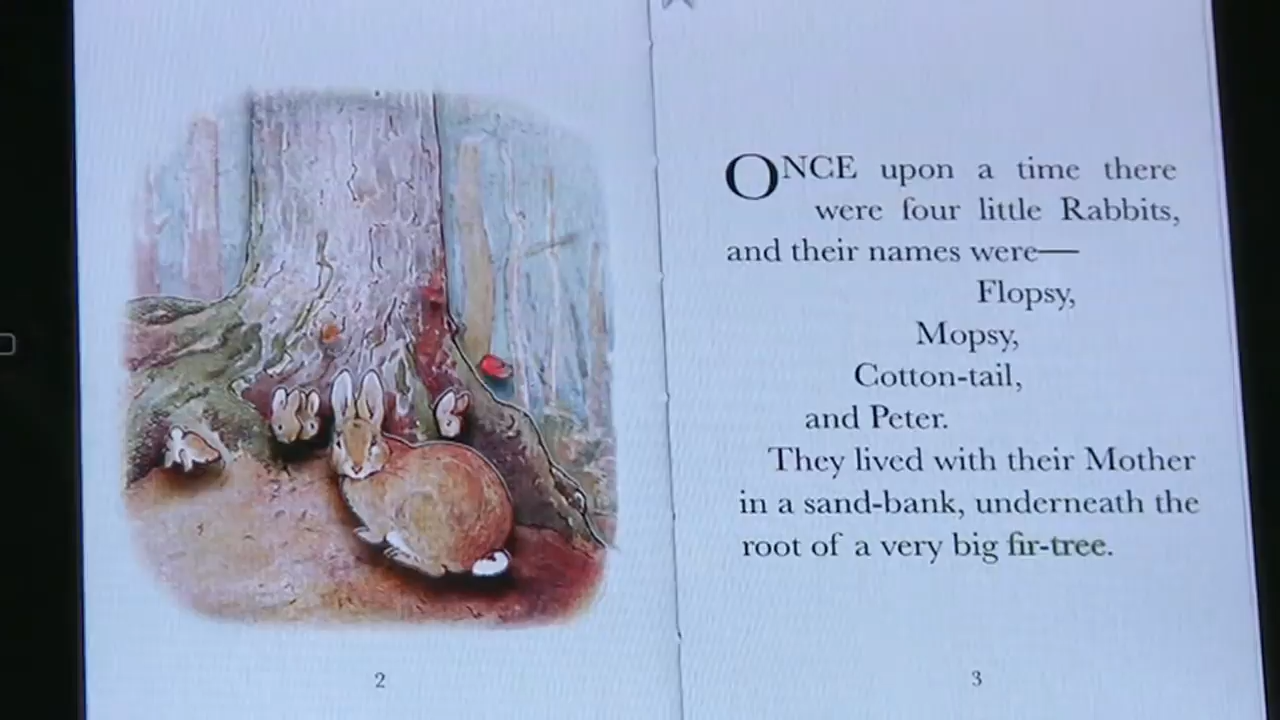 ONCE upon a time there
were four little Rabbits,
and their names were—
Flopsy,
Mopsy,
Cotton-tail,
and Peter.
They lived with their Mother
in a sand-bank, underneath the
root of a very big fir-tree.
2
3